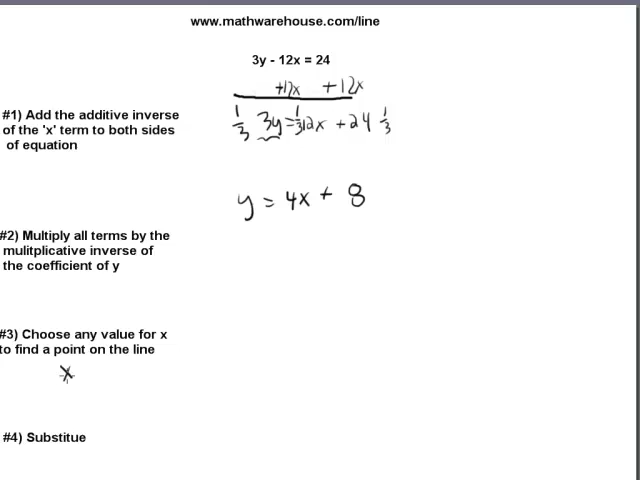 www.mathwarehouse.com/line
3y - 12x = 24
+12x +12x
#1) Add the additive inverse
of the 'x' term to both sides
of equation
1/3 3y = 1/3 12x + 24 1/3
y = 4x + 8
#2) Multiply all terms by the
mulitplicative inverse of
the coefficient of y
#3) Choose any value for x
to find a point on the line
x
#4) Substitue